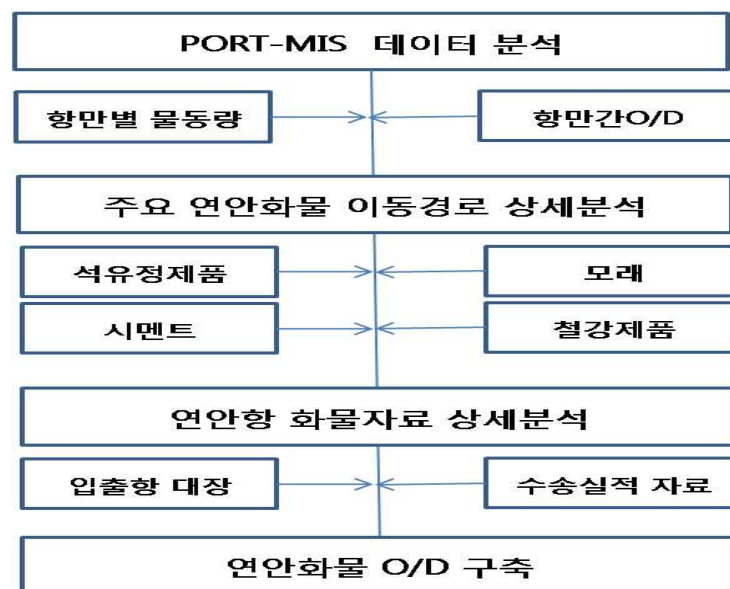 PORT-MIS 데이터 분석
항만별 물동량
항만간O/D
주요 연안화물 이동경로 상세분석
석유정제품
모래
시멘트
철강제품
연안항 화물자료 상세분석
입출항 대장
수송실적 자료
연안화물 O/D 구축